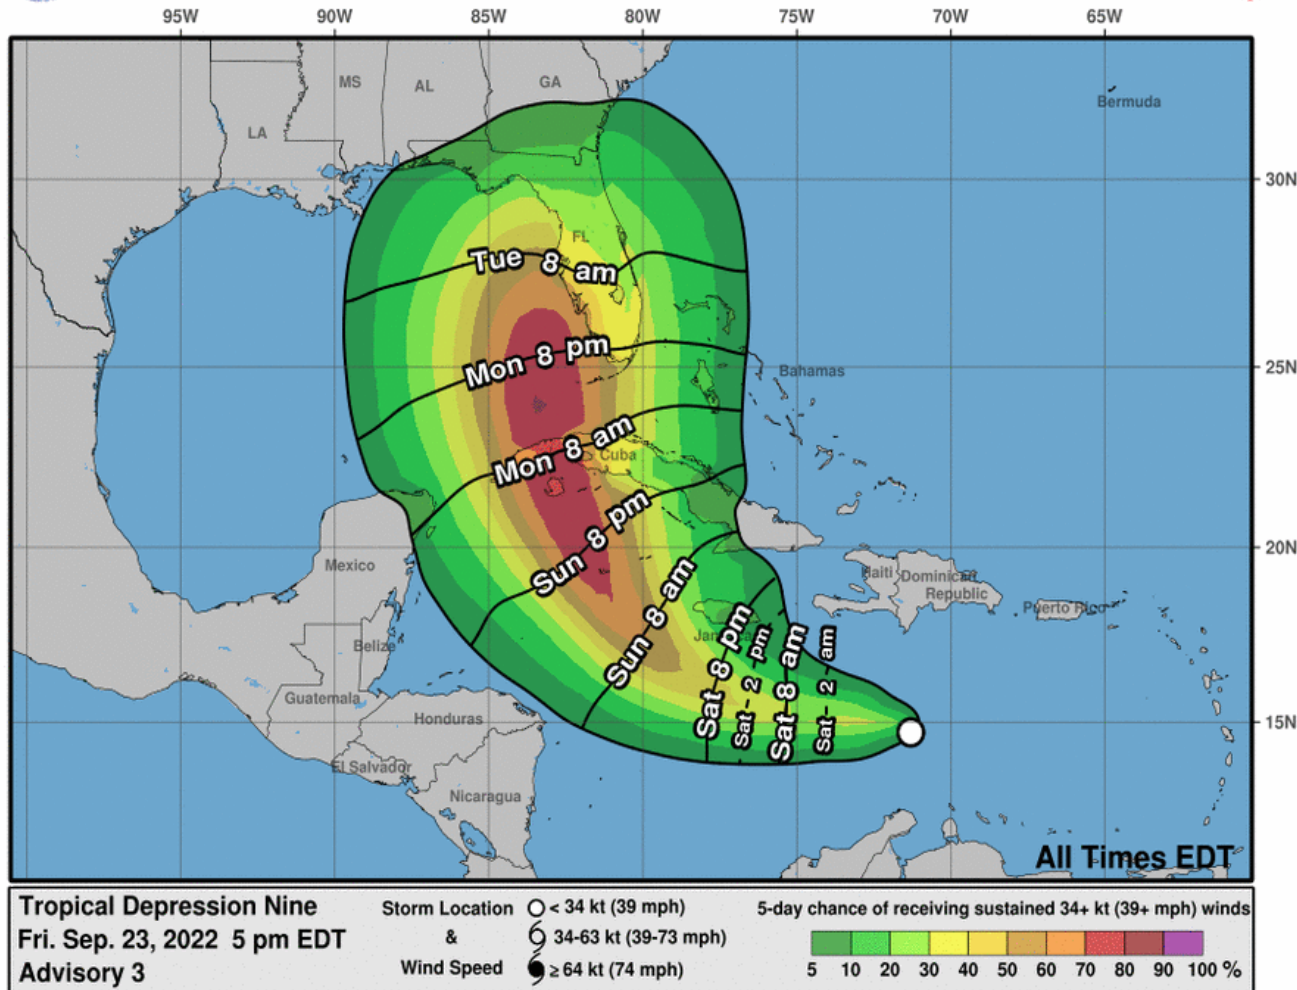 95W 90W 85W 80W 75W 70W 65W
MS AL GA
Bermuda
LA
30N
FL
Tue 8 am
Mon 8 pm
25N
Bahamas
Mon 8 am
Cuba
Sun 8 pm
20N
Mexico
Sun 8 am
Haiti Dominican
Republic
Puerto Rico
Jamaica
Sat 8 pm
Sat 2 pm
Sat 8 am
Sat 2 am
Belize
Guatemala
Honduras
15N
El Salvador
Nicaragua
All Times EDT
Tropical Depression Nine
Fri. Sep. 23, 2022 5 pm EDT
Advisory 3
Storm Location
&
Wind Speed
< 34 kt (39 mph)
34-63 kt (39-73 mph)
≥ 64 kt (74 mph)
5-day chance of receiving sustained 34+ kt (39+ mph) winds
5 10 20 30 40 50 60 70 80 90 100 %